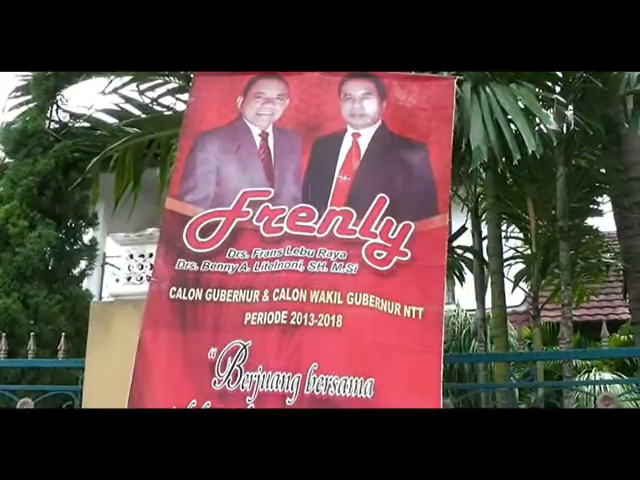 Frenly
Drs. Frans Lebu Raya
Drs. Benny A. Litelnoni, SH, M.Si
CALON GUBERNUR & CALON WAKIL GUBERNUR NTT
PERIODE 2013-2018
"Berjuang bersama